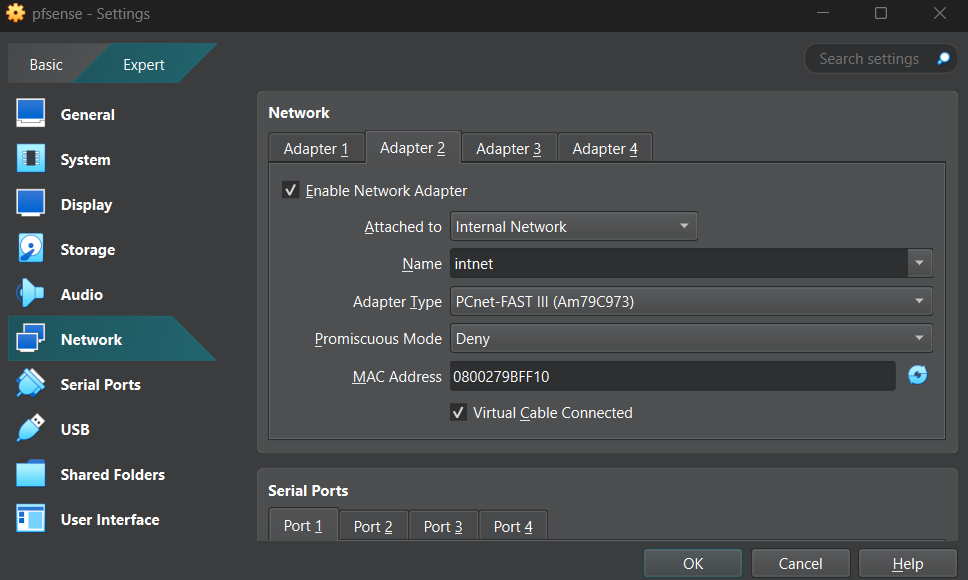 pfsense - Settings
Basic
Expert
Search settings
General
System
Display
Storage
Audio
Network
Serial Ports
USB
Shared Folders
User Interface
Network
Adapter 1
Adapter 2
Adapter 3
Adapter 4
Enable Network Adapter
Attached to Internal Network
Name intnet
Adapter Type PCnet-FAST III (Am79C973)
Promiscuous Mode Deny
MAC Address 0800279BFF10
Virtual Cable Connected
Serial Ports
Port 1
Port 2
Port 3
Port 4
OK
Cancel
Help